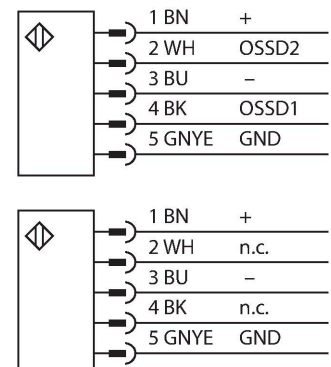 1 BN +
2 WH OSSD2
3 BU –
4 BK OSSD1
5 GNYE GND
1 BN +
2 WH n.c.
3 BU –
4 BK n.c.
5 GNYE GND